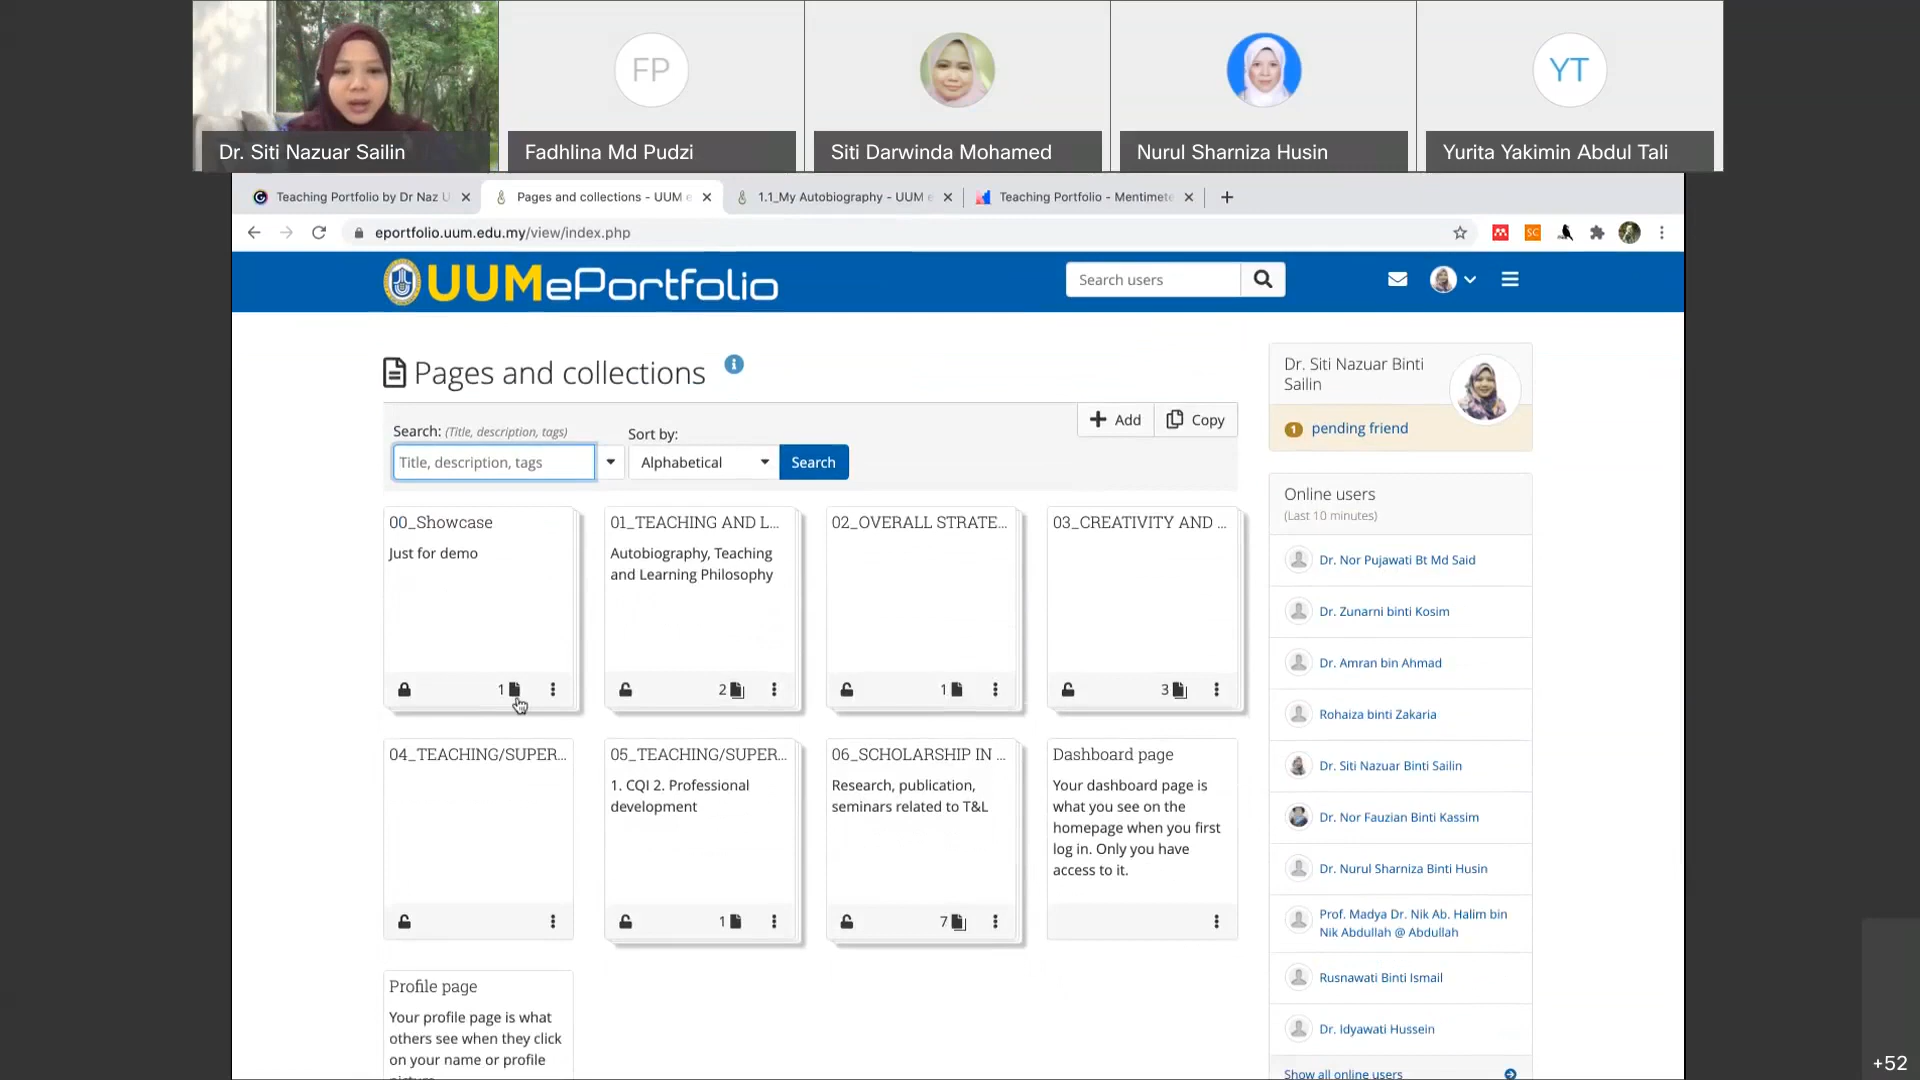 FP
YT
Dr. Siti Nazuar Sailin
Fadhlina Md Pudzi
Siti Darwinda Mohamed
Nurul Sharniza Husin
Yurita Yakimin Abdul Tali
Teaching Portfolio by Dr Naz U
Pages and collections - UUM e
1.1_My Autobiography - UUM e
Teaching Portfolio - Mentimete
eportfolio.uum.edu.my/view/index.php
SC
UUMePortfolio
Search users
Pages and collections
Add
Copy
Search: (Title, description, tags)
Sort by:
Title, description, tags
Alphabetical
Search
00_Showcase
Just for demo
1
01_TEACHING AND L...
Autobiography, Teaching
and Learning Philosophy
2
02_OVERALL STRATE...
1
03_CREATIVITY AND ...
3
04_TEACHING/SUPER...
05_TEACHING/SUPER...
1. CQI 2. Professional
development
1
06_SCHOLARSHIP IN ...
Research, publication,
seminars related to T&L
7
Dashboard page
Your dashboard page is
what you see on the
homepage when you first
log in. Only you have
access to it.
Profile page
Your profile page is what
others see when they click
on your name or profile
Dr. Siti Nazuar Binti
Sailin
1 pending friend
Online users
(Last 10 minutes)
Dr. Nor Pujawati Bt Md Said
Dr. Zunarni binti Kosim
Dr. Amran bin Ahmad
Rohaiza binti Zakaria
Dr. Siti Nazuar Binti Sailin
Dr. Nor Fauzian Binti Kassim
Dr. Nurul Sharniza Binti Husin
Prof. Madya Dr. Nik Ab. Halim bin
Nik Abdullah @ Abdullah
Rusnawati Binti Ismail
Dr. Idyawati Hussein
Show all online users
+52